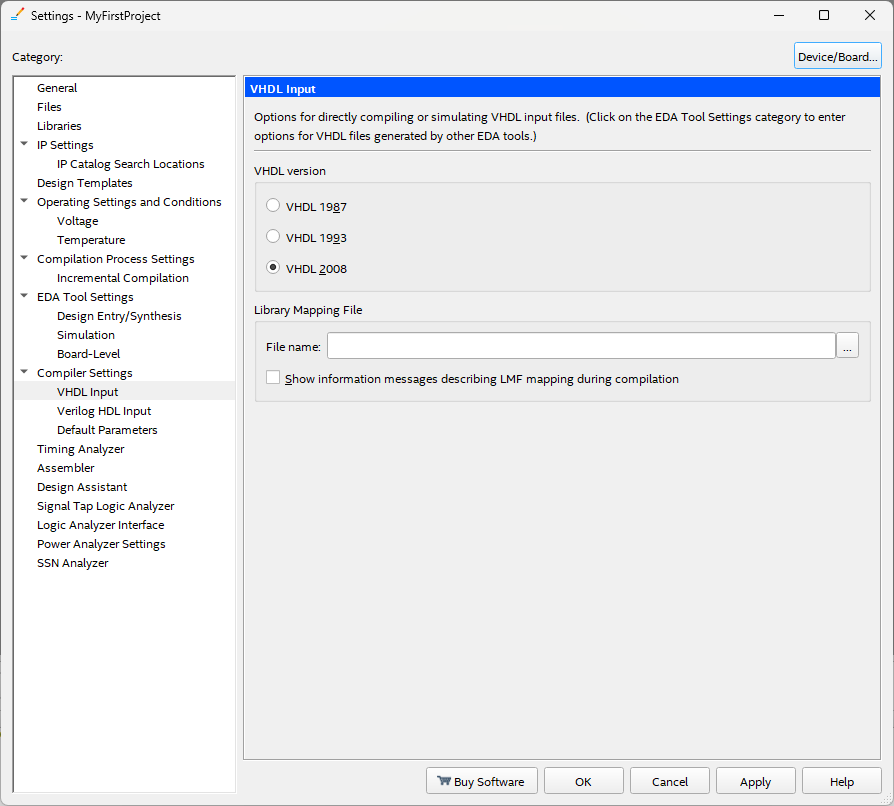 Settings - MyFirstProject
Category:
Device/Board...
General
Files
Libraries
IP Settings
IP Catalog Search Locations
Design Templates
Operating Settings and Conditions
Voltage
Temperature
Compilation Process Settings
Incremental Compilation
EDA Tool Settings
Design Entry/Synthesis
Simulation
Board-Level
Compiler Settings
VHDL Input
Verilog HDL Input
Default Parameters
Timing Analyzer
Assembler
Design Assistant
Signal Tap Logic Analyzer
Logic Analyzer Interface
Power Analyzer Settings
SSN Analyzer
VHDL Input
Options for directly compiling or simulating VHDL input files. (Click on the EDA Tool Settings category to enter
options for VHDL files generated by other EDA tools.)
VHDL version
VHDL 1987
VHDL 1993
VHDL 2008
Library Mapping File
File name:
...
Show information messages describing LMF mapping during compilation
Buy Software
OK
Cancel
Apply
Help